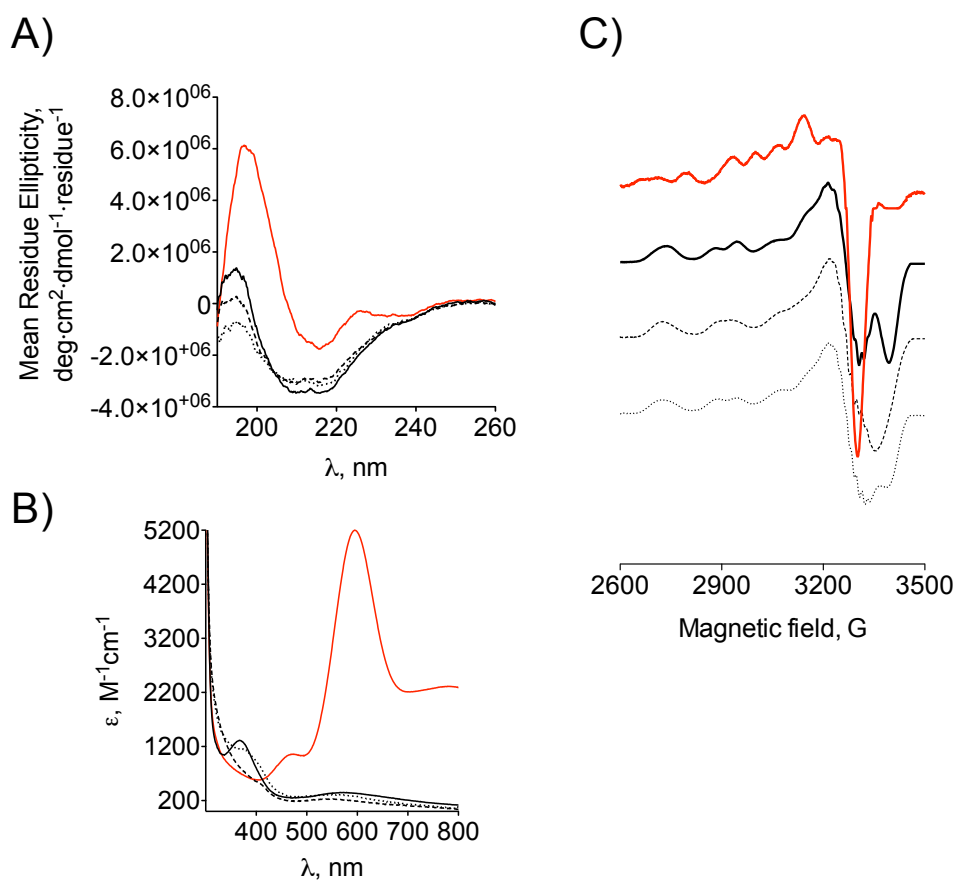 A)
Mean Residue Ellipticity,
deg·cm²·dmol⁻¹·residue⁻¹
8.0×10⁰⁶
6.0×10⁰⁶
4.0×10⁰⁶
2.0×10⁰⁶
0
-2.0×10⁺⁰⁶
-4.0×10⁺⁰⁶
200 220 240 260
λ, nm
B)
ε, M⁻¹cm⁻¹
5200
4200
3200
2200
1200
200
400 500 600 700 800
λ, nm
C)
2600 2900 3200 3500
Magnetic field, G